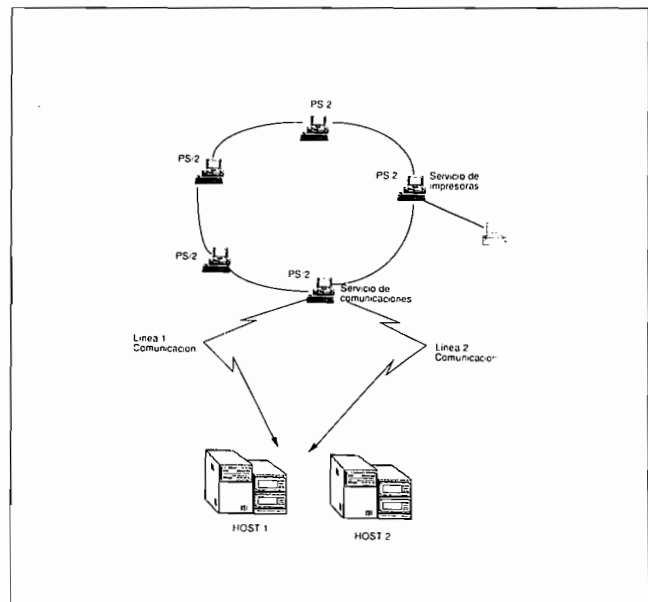 PS 2
PS/2
PS 2
Servicio de
impresoras
PS/2
PS 2
Servicio de
comunicaciones
Linea 1
Comunicacion
Linea 2
Comunicacion
HOST 1
HOST 2